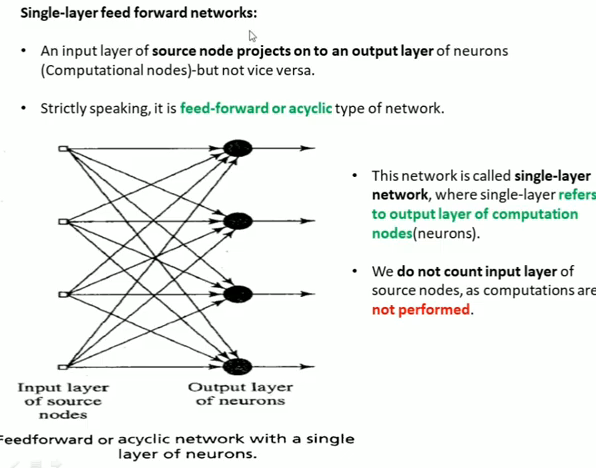 Single-layer feed forward networks:
• An input layer of source node projects on to an output layer of neurons
(Computational nodes)-but not vice versa.
• Strictly speaking, it is feed-forward or acyclic type of network.
• This network is called single-layer
network, where single-layer refers
to output layer of computation
nodes(neurons).
• We do not count input layer of
source nodes, as computations are
not performed.
Input layer
of source
nodes
Output layer
of neurons
Feedforward or acyclic network with a single
layer of neurons.